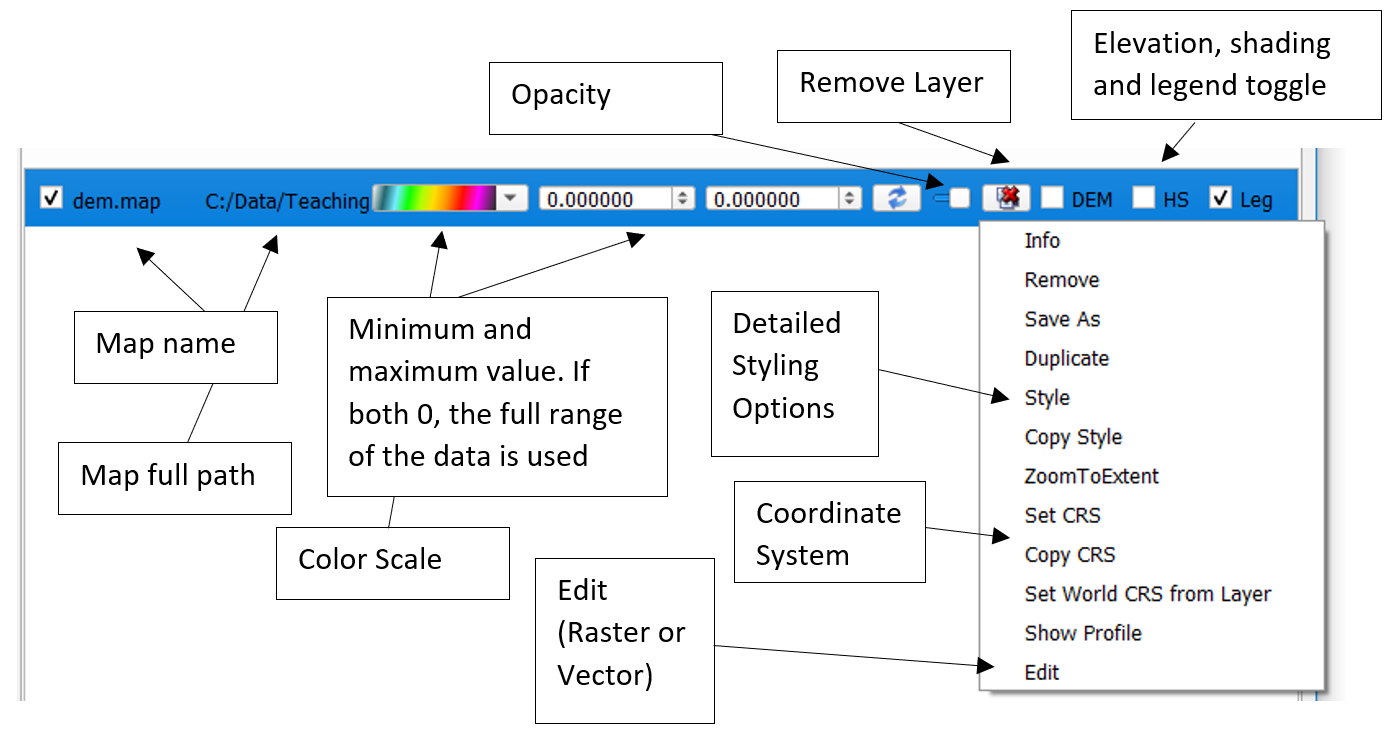 Elevation, shading
and legend toggle
Remove Layer
Opacity
dem.map C:/Data/Teaching 0.000000 0.000000 DEM HS Leg
Map name
Map full path
Minimum and
maximum value. If
both 0, the full range
of the data is used
Color Scale
Detailed
Styling
Options
Coordinate
System
Edit
(Raster or
Vector)
Info
Remove
Save As
Duplicate
Style
Copy Style
ZoomToExtent
Set CRS
Copy CRS
Set World CRS from Layer
Show Profile
Edit